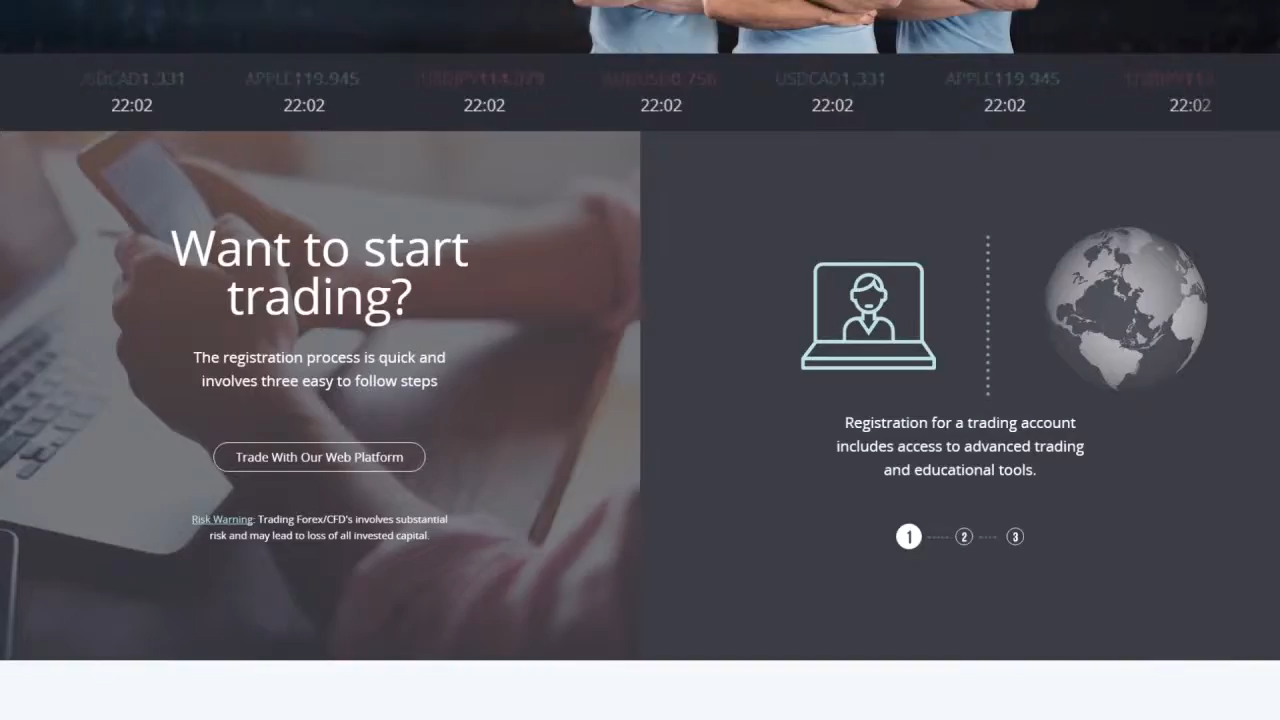 APPLE119.945 USDCAD1.331 APPLE119.945
22:02 22:02 22:02 22:02 22:02 22:02 22:02
Want to start
trading?
The registration process is quick and
involves three easy to follow steps
Trade With Our Web Platform
Risk Warning: Trading Forex/CFD's involves substantial
risk and may lead to loss of all invested capital.
Registration for a trading account
includes access to advanced trading
and educational tools.
1 2 3